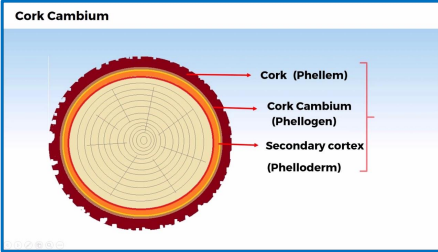 Cork Cambium
Cork (Phellem)
Cork Cambium
(Phellogen)
Secondary cortex
(Phelloderm)